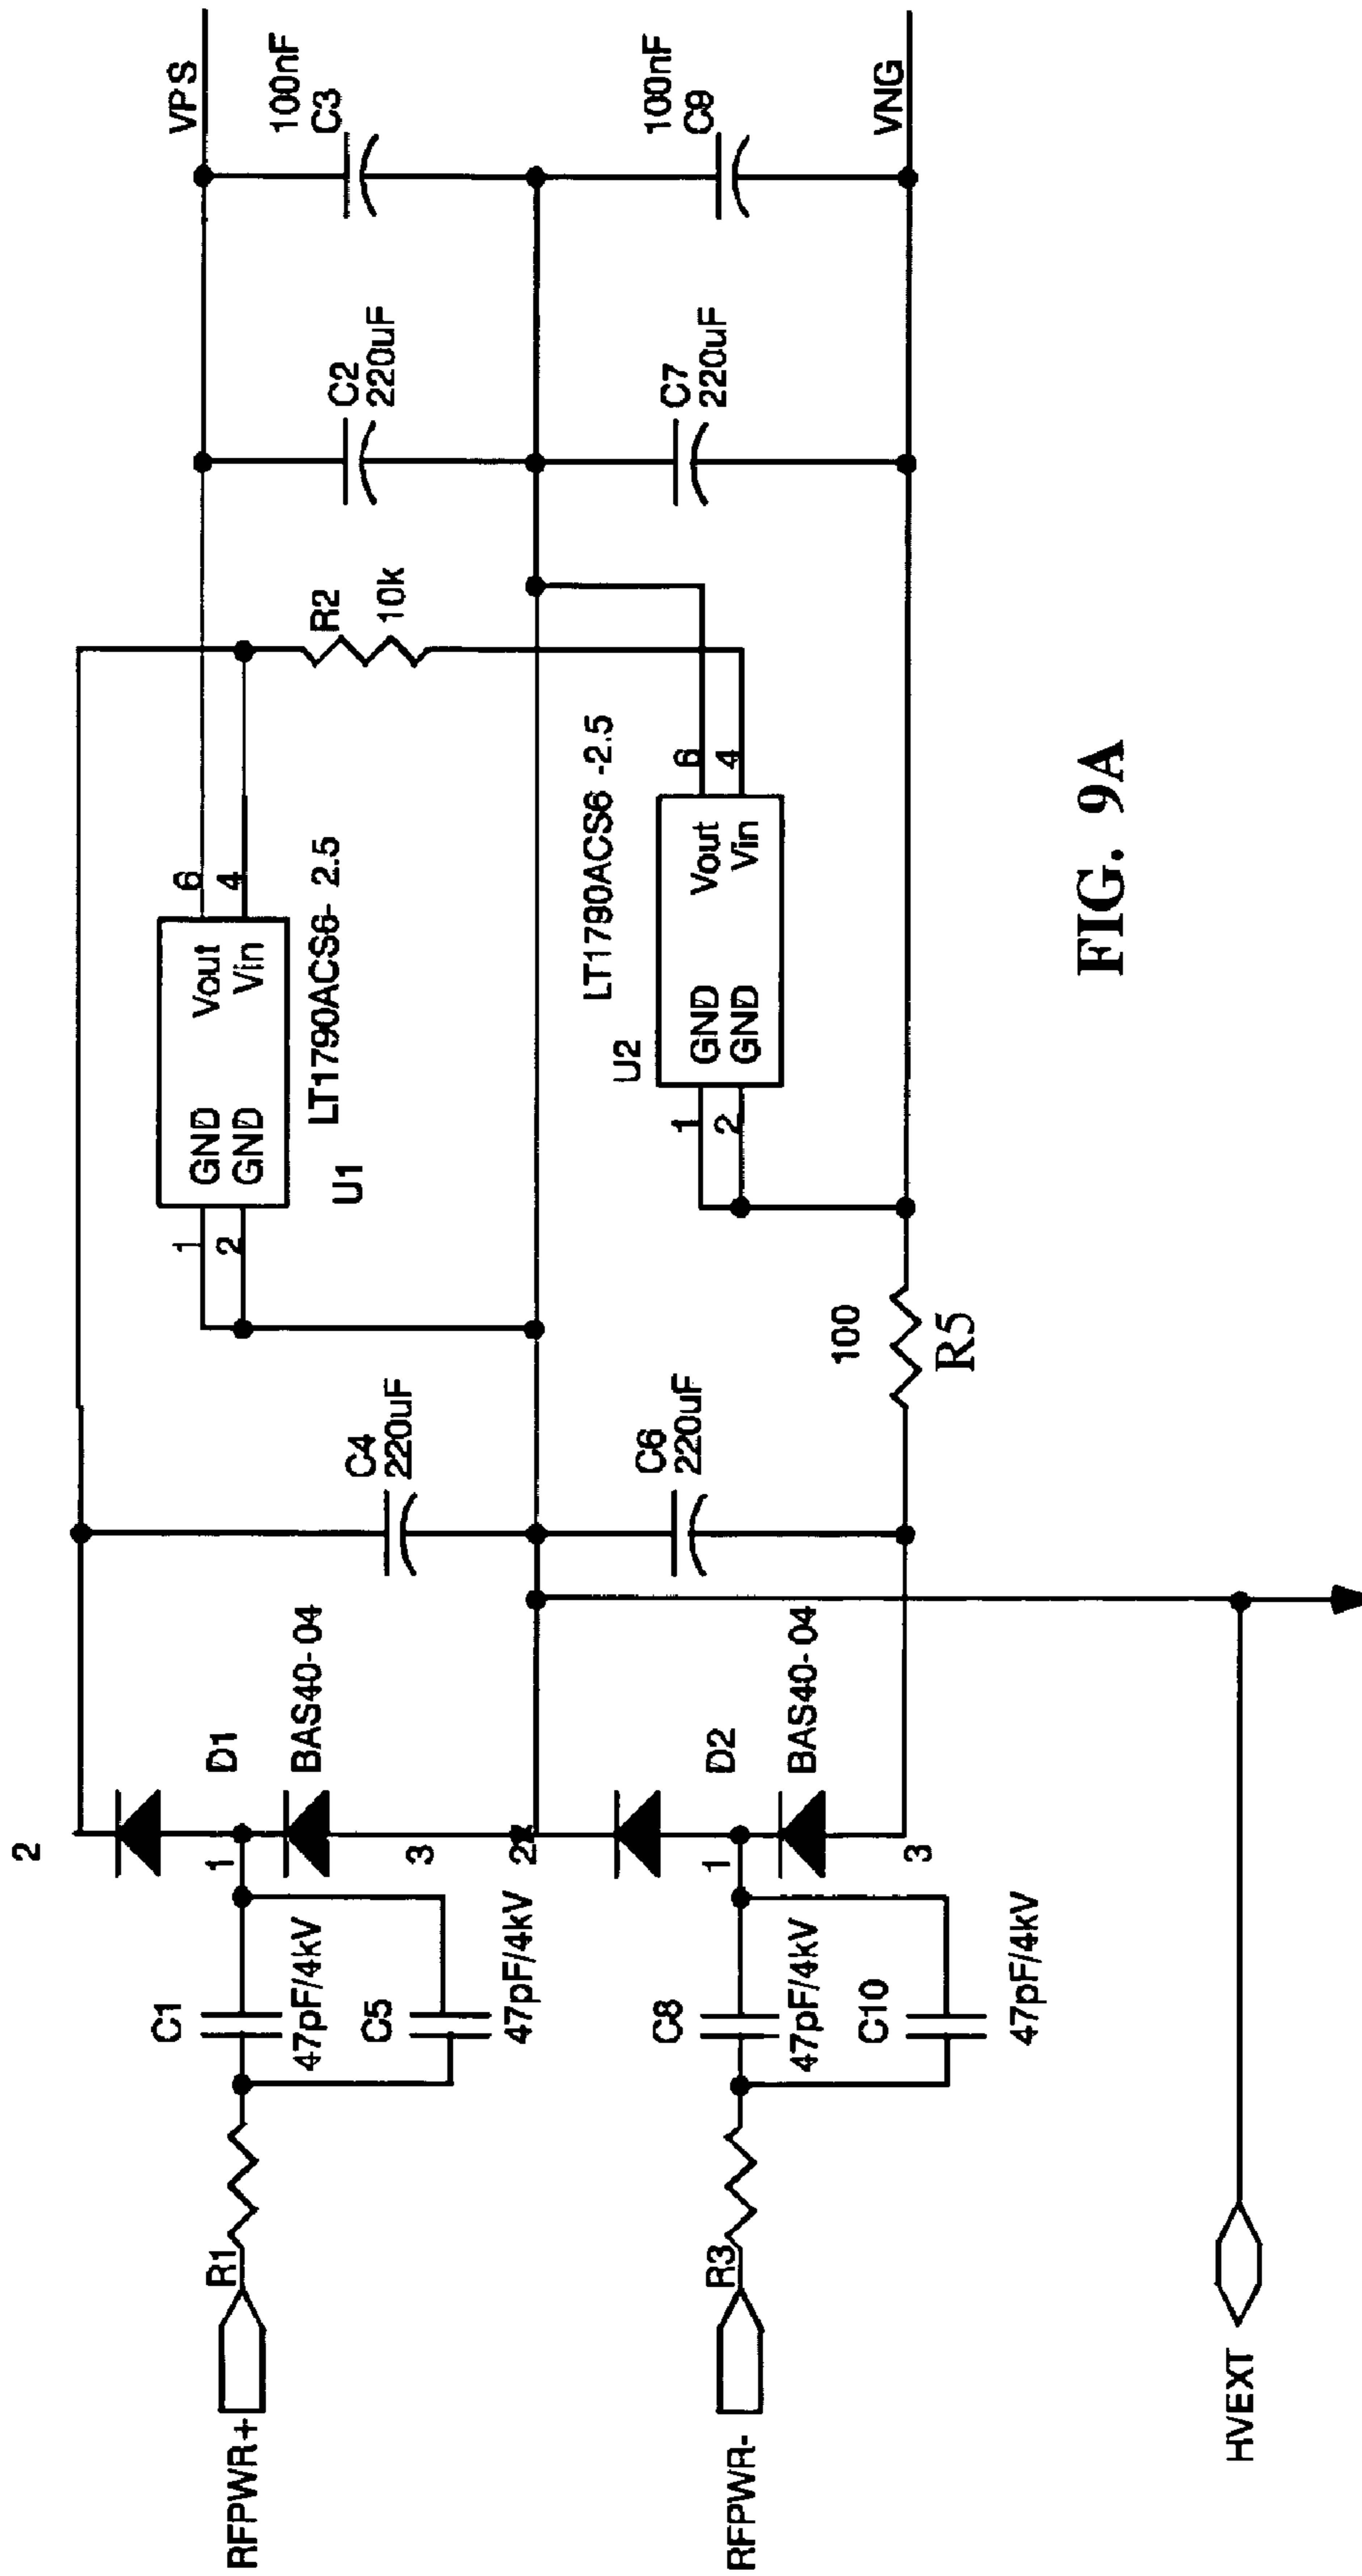 RFPWR+
R1
C1
47pF/4kV
C5
47pF/4kV
2
1
3
D1
BAS40-04
C4
220uF
1
2
GND
GND
Vout
Vin
6
4
U1
LT1790ACS6- 2.5
R2
10k
C2
220uF
VPS
100nF
C3
RFPWR-
R3
C8
47pF/4kV
C10
47pF/4kV
2
1
3
D2
BAS40-04
C6
220uF
100
R5
U2
1
2
GND
GND
Vout
Vin
6
4
LT1790ACS6 -2.5
C7
220uF
100nF
C9
VNG
HVEXT
FIG. 9A